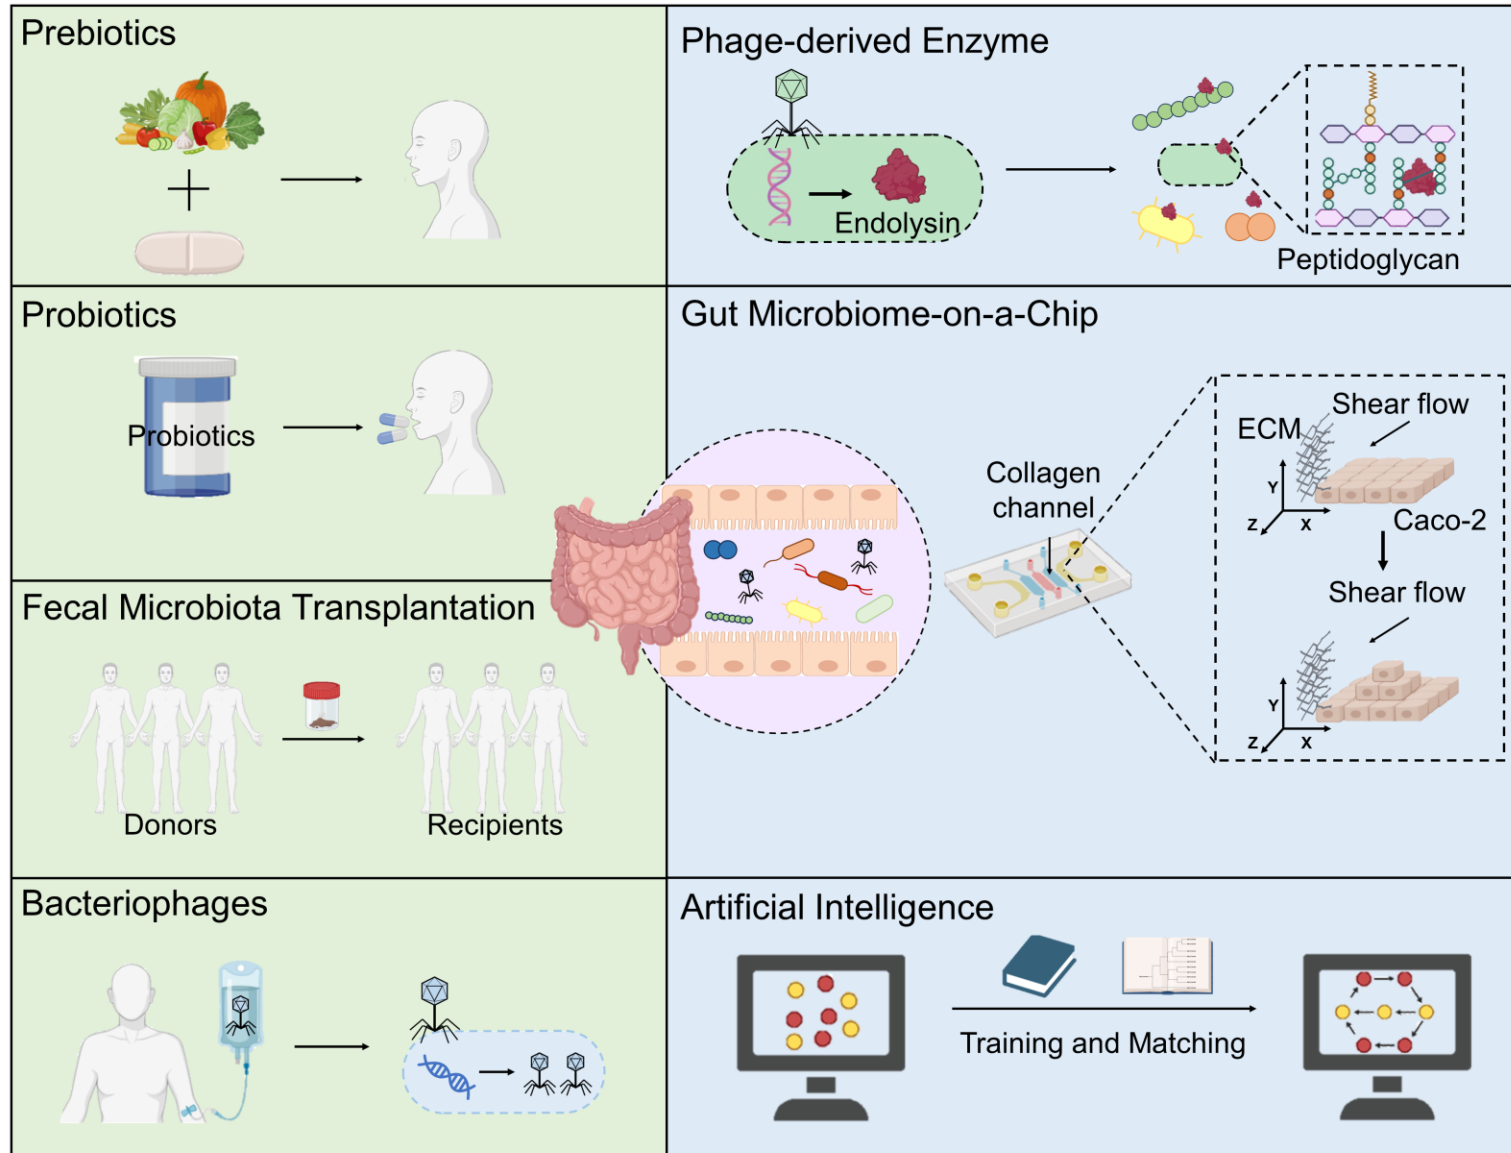 Prebiotics
Probiotics
Probiotics
Fecal Microbiota Transplantation
Donors
Recipients
Bacteriophages
Phage-derived Enzyme
Endolysin
Peptidoglycan
Gut Microbiome-on-a-Chip
Collagen
channel
Shear flow
ECM
Y
Z
X
Caco-2
Shear flow
Y
Z
X
Artificial Intelligence
Training and Matching